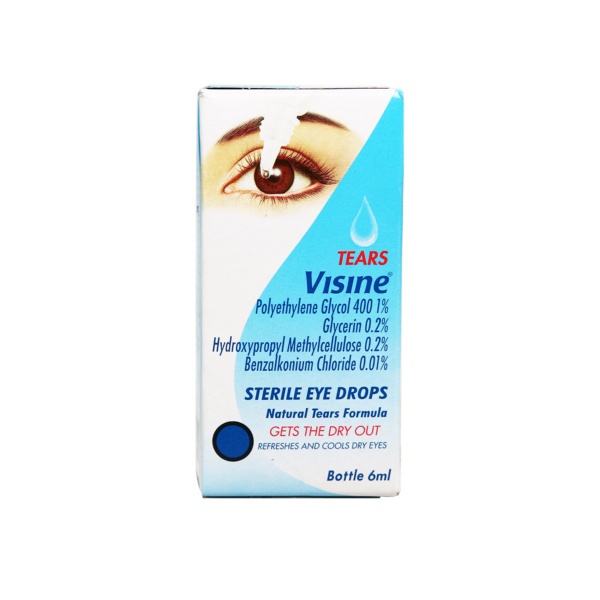 TEARS
VISINE®
Polyethylene Glycol 400 1%
Glycerin 0.2%
Hydroxypropyl Methylcellulose 0.2%
Benzalkonium Chloride 0.01%
STERILE EYE DROPS
Natural Tears Formula
GETS THE DRY OUT
REFRESHES AND COOLS DRY EYES
Bottle 6ml